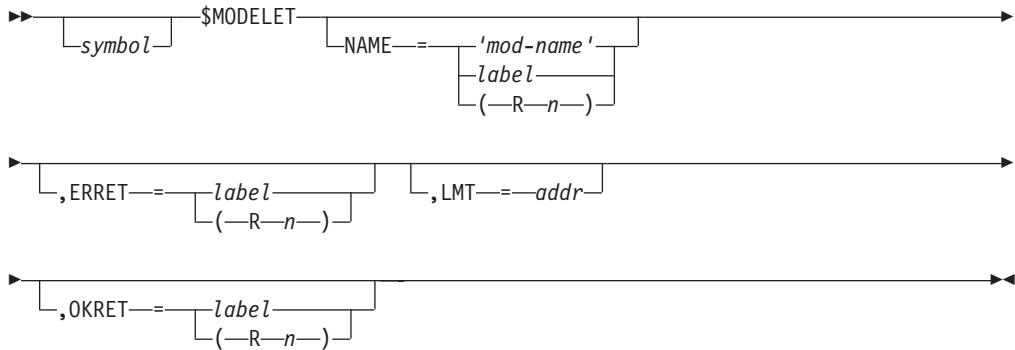 $MODELET
symbol NAME = 'mod-name'
label
( R n )
,ERRET = label ,LMT = addr
( R n )
,OKRET = label
( R n )